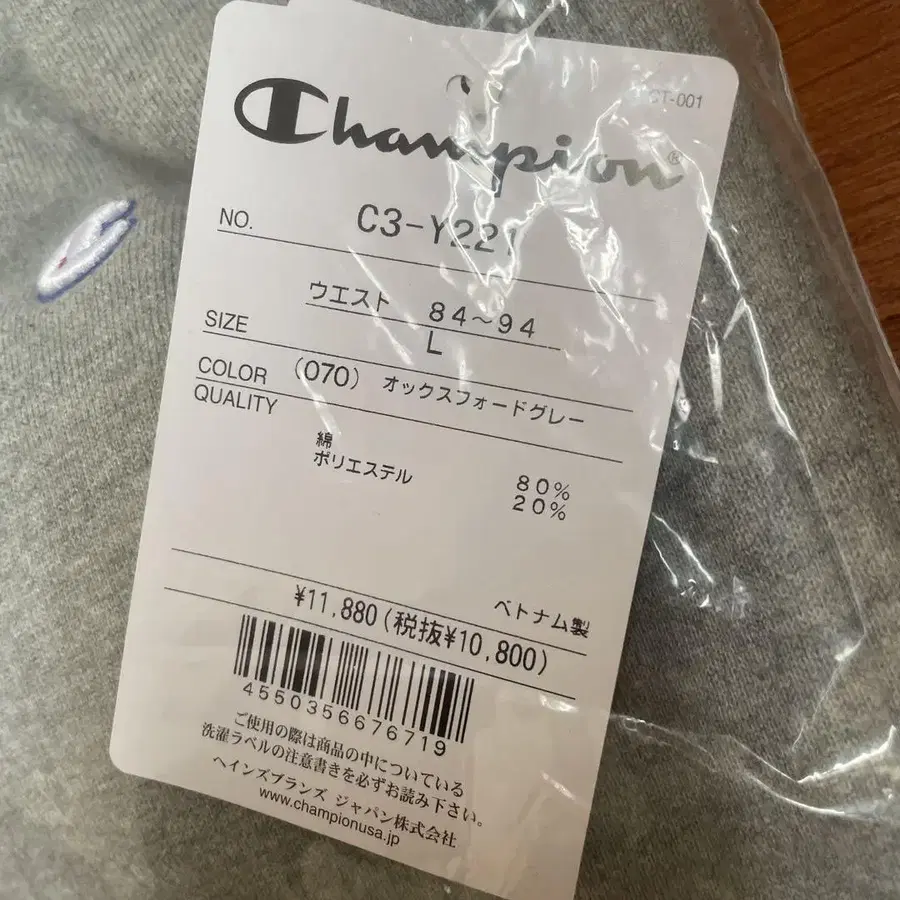 CT-001
Champion®
NO. C3-Y221
ウエスト 84～94
SIZE L
COLOR (070) オックスフォードグレー
QUALITY
綿 80%
ポリエステル 20%
ベトナム製
¥11,880(税抜¥10,800)
4550356676719
ご使用の際は商品の中についている
洗濯ラベルの注意書きを必ずお読み下さい。
ヘインズブランズ ジャパン株式会社
www.championusa.jp